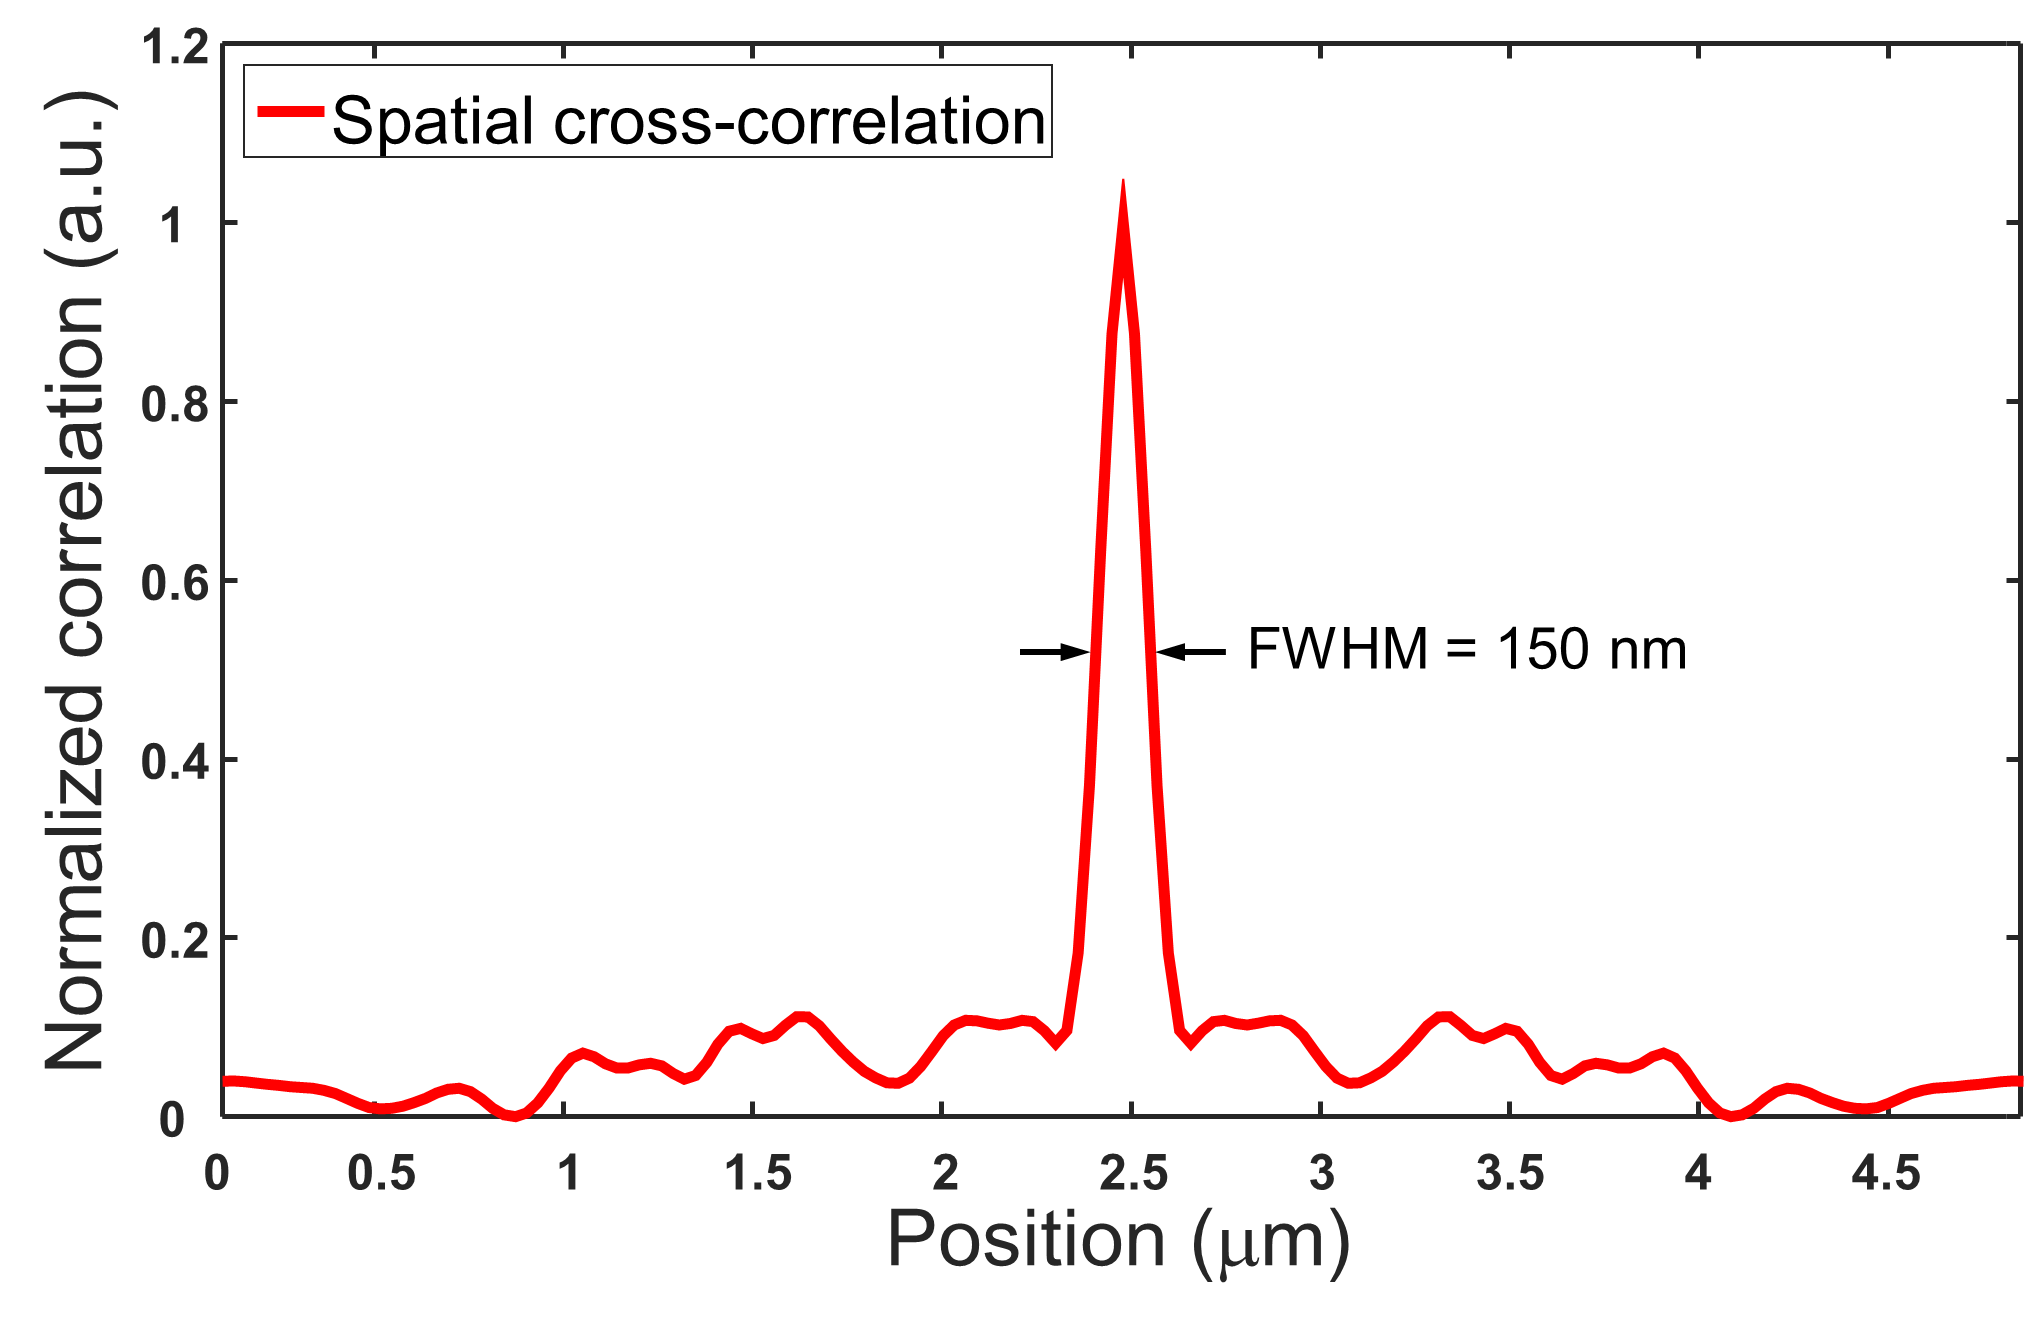 Spatial cross-correlation
Normalized correlation (a.u.)
1.2
1
0.8
0.6
0.4
0.2
0
FWHM = 150 nm
0 0.5 1 1.5 2 2.5 3 3.5 4 4.5
Position (μm)